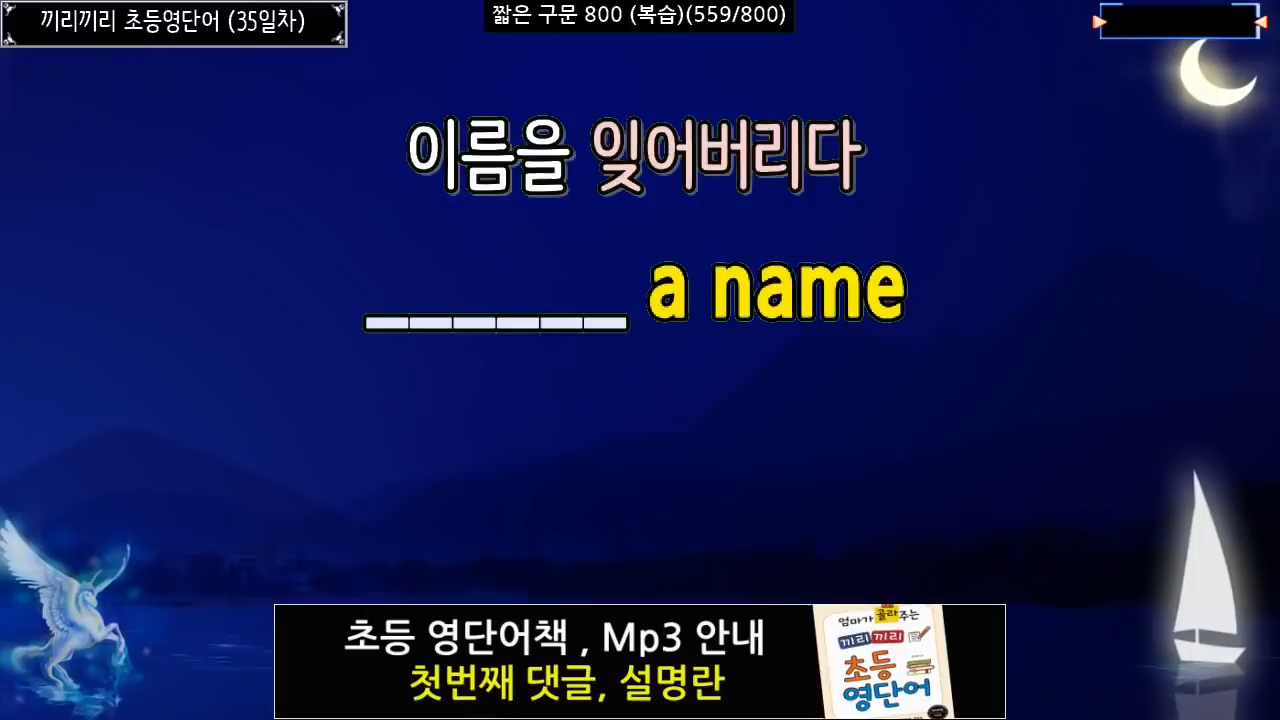 끼리끼리 초등영단어 (35일차)
짧은 구문 800 (복습)(559/800)
이름을 잊어버리다
______ a name
초등 영단어책 , Mp3 안내
첫번째 댓글, 설명란
엄마가 골라주는
끼리끼리
초등
영단어